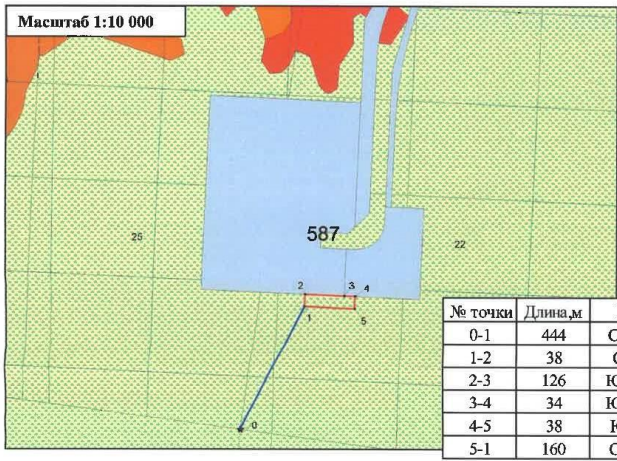 Масштаб 1:10 000
587
25
22
2
3
4
1
5
0
№ точки Длина,м
0-1 444 С
1-2 38 С
2-3 126 Ю
3-4 34 Ю
4-5 38 Ю
5-1 160 С